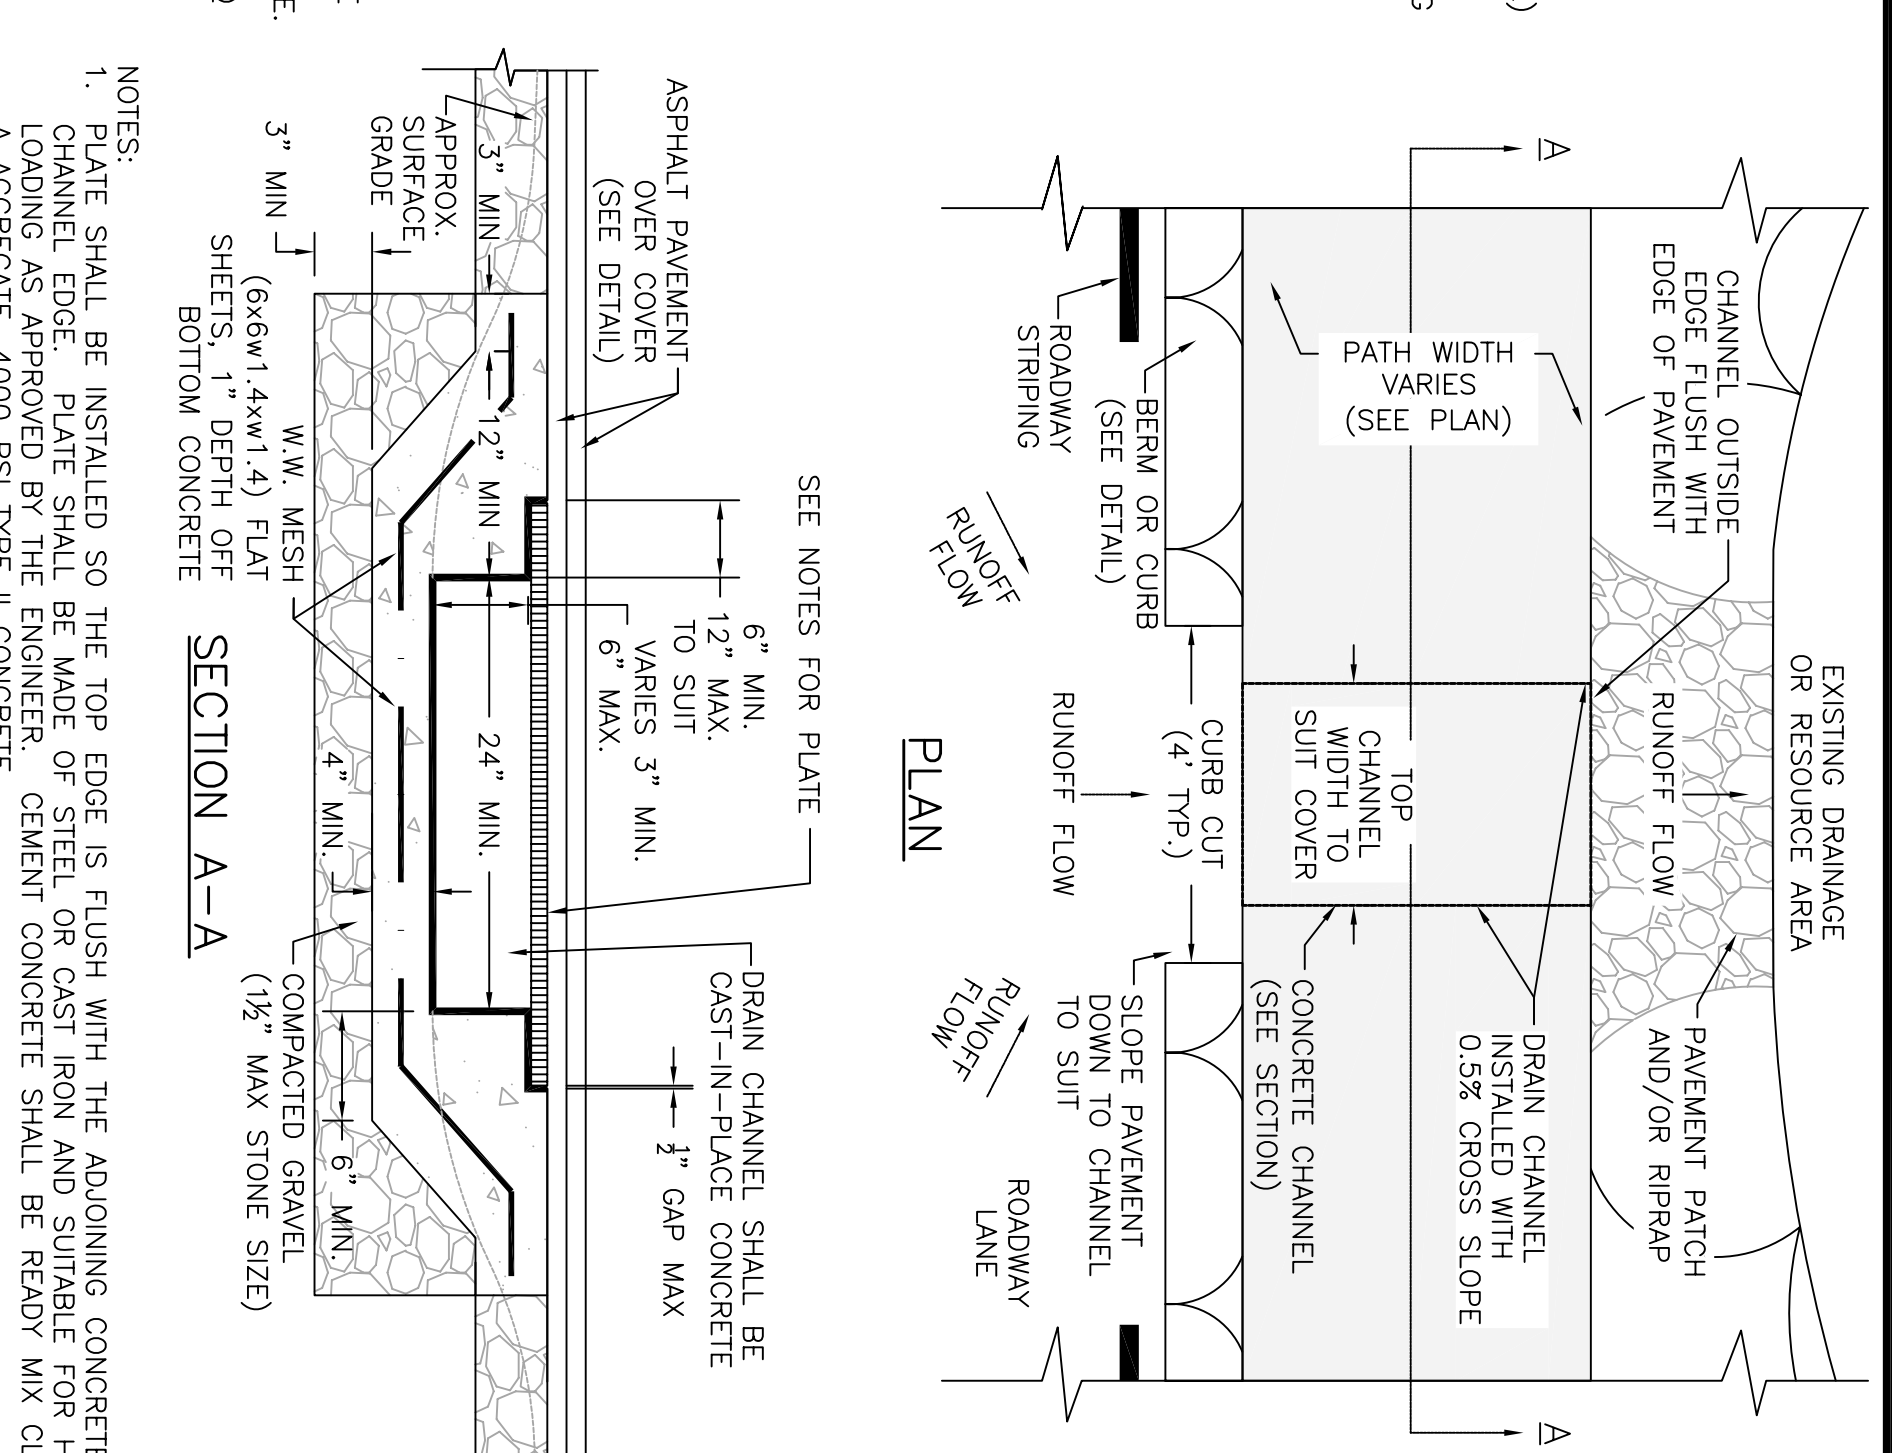 A
A
EXISTING DRAINAGE
OR RESOURCE AREA
CHANNEL OUTSIDE
EDGE FLUSH WITH
EDGE OF PAVEMENT
RUNOFF FLOW
PAVEMENT PATCH
AND/OR RIPRAP
PATH WIDTH
VARIES
(SEE PLAN)
TOP
CHANNEL
WIDTH TO
SUIT COVER
DRAIN CHANNEL
INSTALLED WITH
0.5% CROSS SLOPE
CONCRETE CHANNEL
(SEE SECTION)
CURB CUT
(4' TYP.)
BERM OR CURB
(SEE DETAIL)
ROADWAY
STRIPING
SLOPE PAVEMENT
DOWN TO CHANNEL
TO SUIT
RUNOFF
FLOW
RUNOFF FLOW
RUNOFF
FLOW
ROADWAY
LANE
PLAN
SEE NOTES FOR PLATE
6" MIN.
12" MAX.
TO SUIT
VARIES 3" MIN.
6" MAX.
DRAIN CHANNEL SHALL BE
CAST-IN-PLACE CONCRETE
½" GAP MAX
ASPHALT PAVEMENT
OVER COVER
(SEE DETAIL)
3" MIN
12" MIN
24" MIN.
APPROX.
SURFACE
GRADE
4" MIN.
6" MIN.
3" MIN
W.W. MESH
(6x6w1.4xw1.4) FLAT
SHEETS, 1" DEPTH OFF
BOTTOM CONCRETE
COMPACTED GRAVEL
(1½" MAX STONE SIZE)
SECTION A-A
NOTES:
1. PLATE SHALL BE INSTALLED SO THE TOP EDGE IS FLUSH WITH THE ADJOINING CONCRETE
CHANNEL EDGE. PLATE SHALL BE MADE OF STEEL OR CAST IRON AND SUITABLE FOR H
LOADING AS APPROVED BY THE ENGINEER. CEMENT CONCRETE SHALL BE READY MIX CL
A AGGREGATE, 4000 PSI, TYPE II CONCRETE